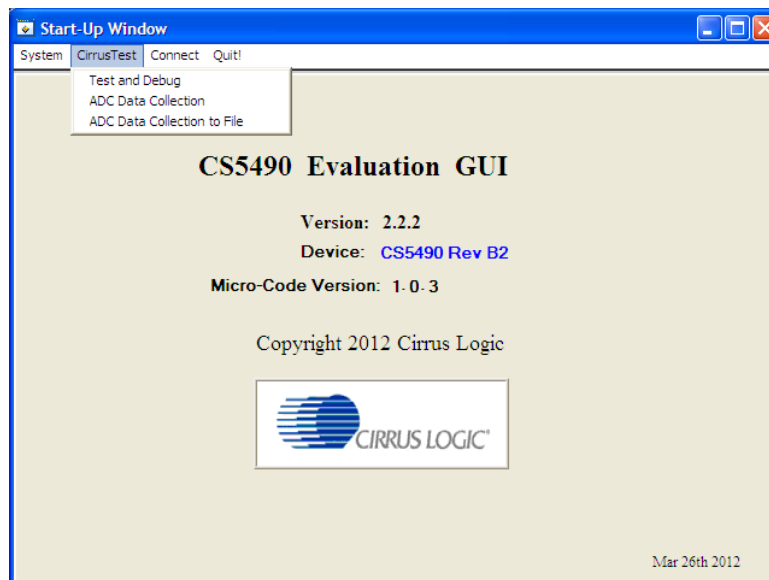 Start-Up Window
System CirrusTest Connect Quit!
Test and Debug
ADC Data Collection
ADC Data Collection to File
CS5490 Evaluation GUI
Version: 2.2.2
Device: CS5490 Rev B2
Micro-Code Version: 1-0-3
Copyright 2012 Cirrus Logic
CIRRUS LOGIC®
Mar 26th 2012